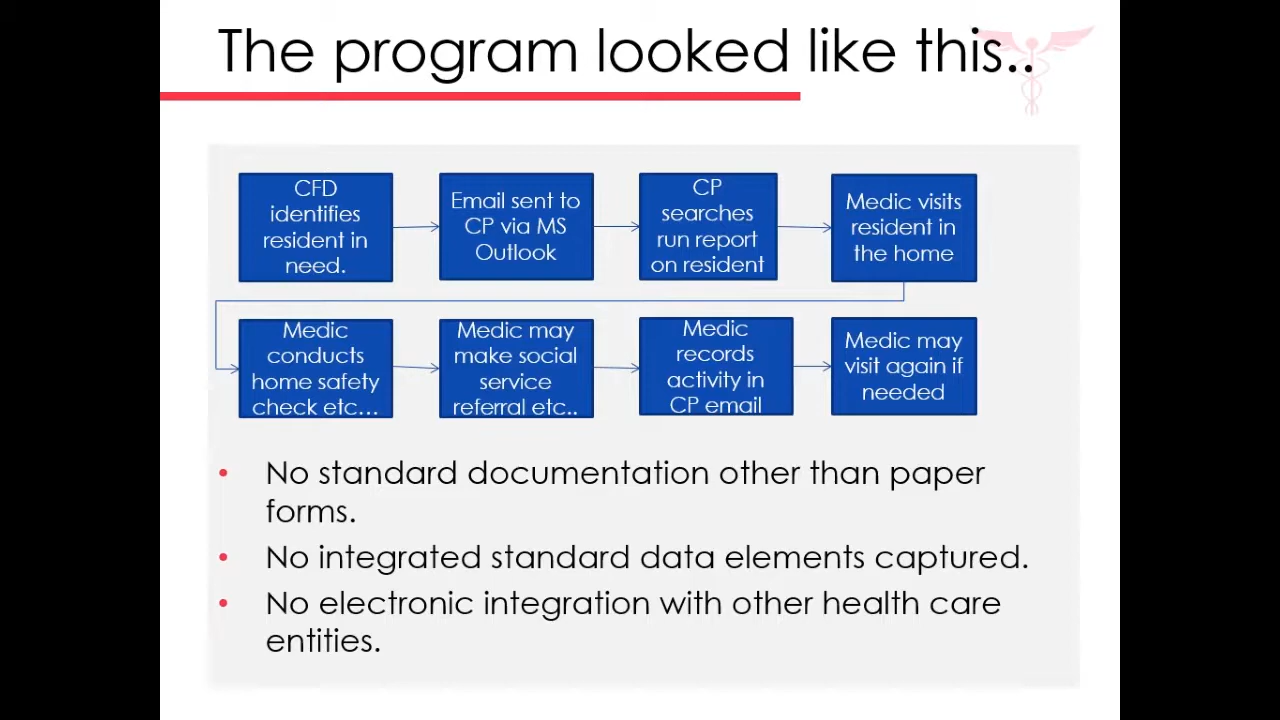 The program looked like this..
CFD
identifies
resident in
need.
Email sent to
CP via MS
Outlook
CP
searches
run report
on resident
Medic visits
resident in
the home
Medic
conducts
home safety
check etc...
Medic may
make social
service
referral etc..
Medic
records
activity in
CP email
Medic may
visit again if
needed
• No standard documentation other than paper
forms.
• No integrated standard data elements captured.
• No electronic integration with other health care
entities.